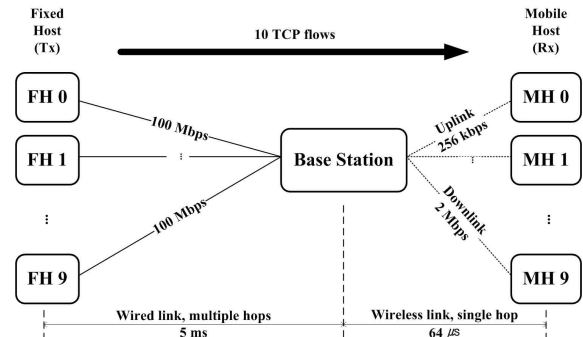 Fixed
Host
(Tx)
10 TCP flows
Mobile
Host
(Rx)
FH 0
MH 0
100 Mbps
Uplink
256 kbps
FH 1
...
Base Station
...
MH 1
...
100 Mbps
Downlink
2 Mbps
...
FH 9
MH 9
Wired link, multiple hops
Wireless link, single hop
5 ms
64 μs